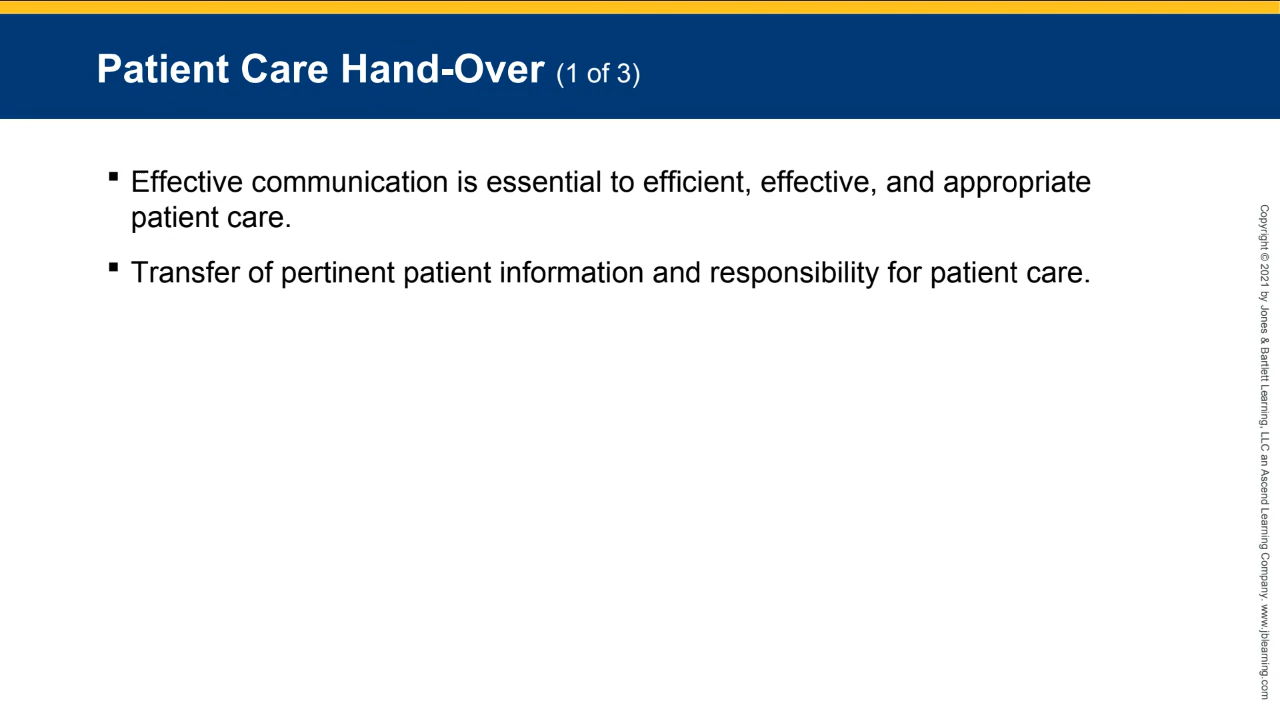 Patient Care Hand-Over (1 of 3)
▪ Effective communication is essential to efficient, effective, and appropriate
patient care.
▪ Transfer of pertinent patient information and responsibility for patient care.
Copyright © 2021 by Jones & Bartlett Learning, LLC an Ascend Learning Company. www.jblearning.com